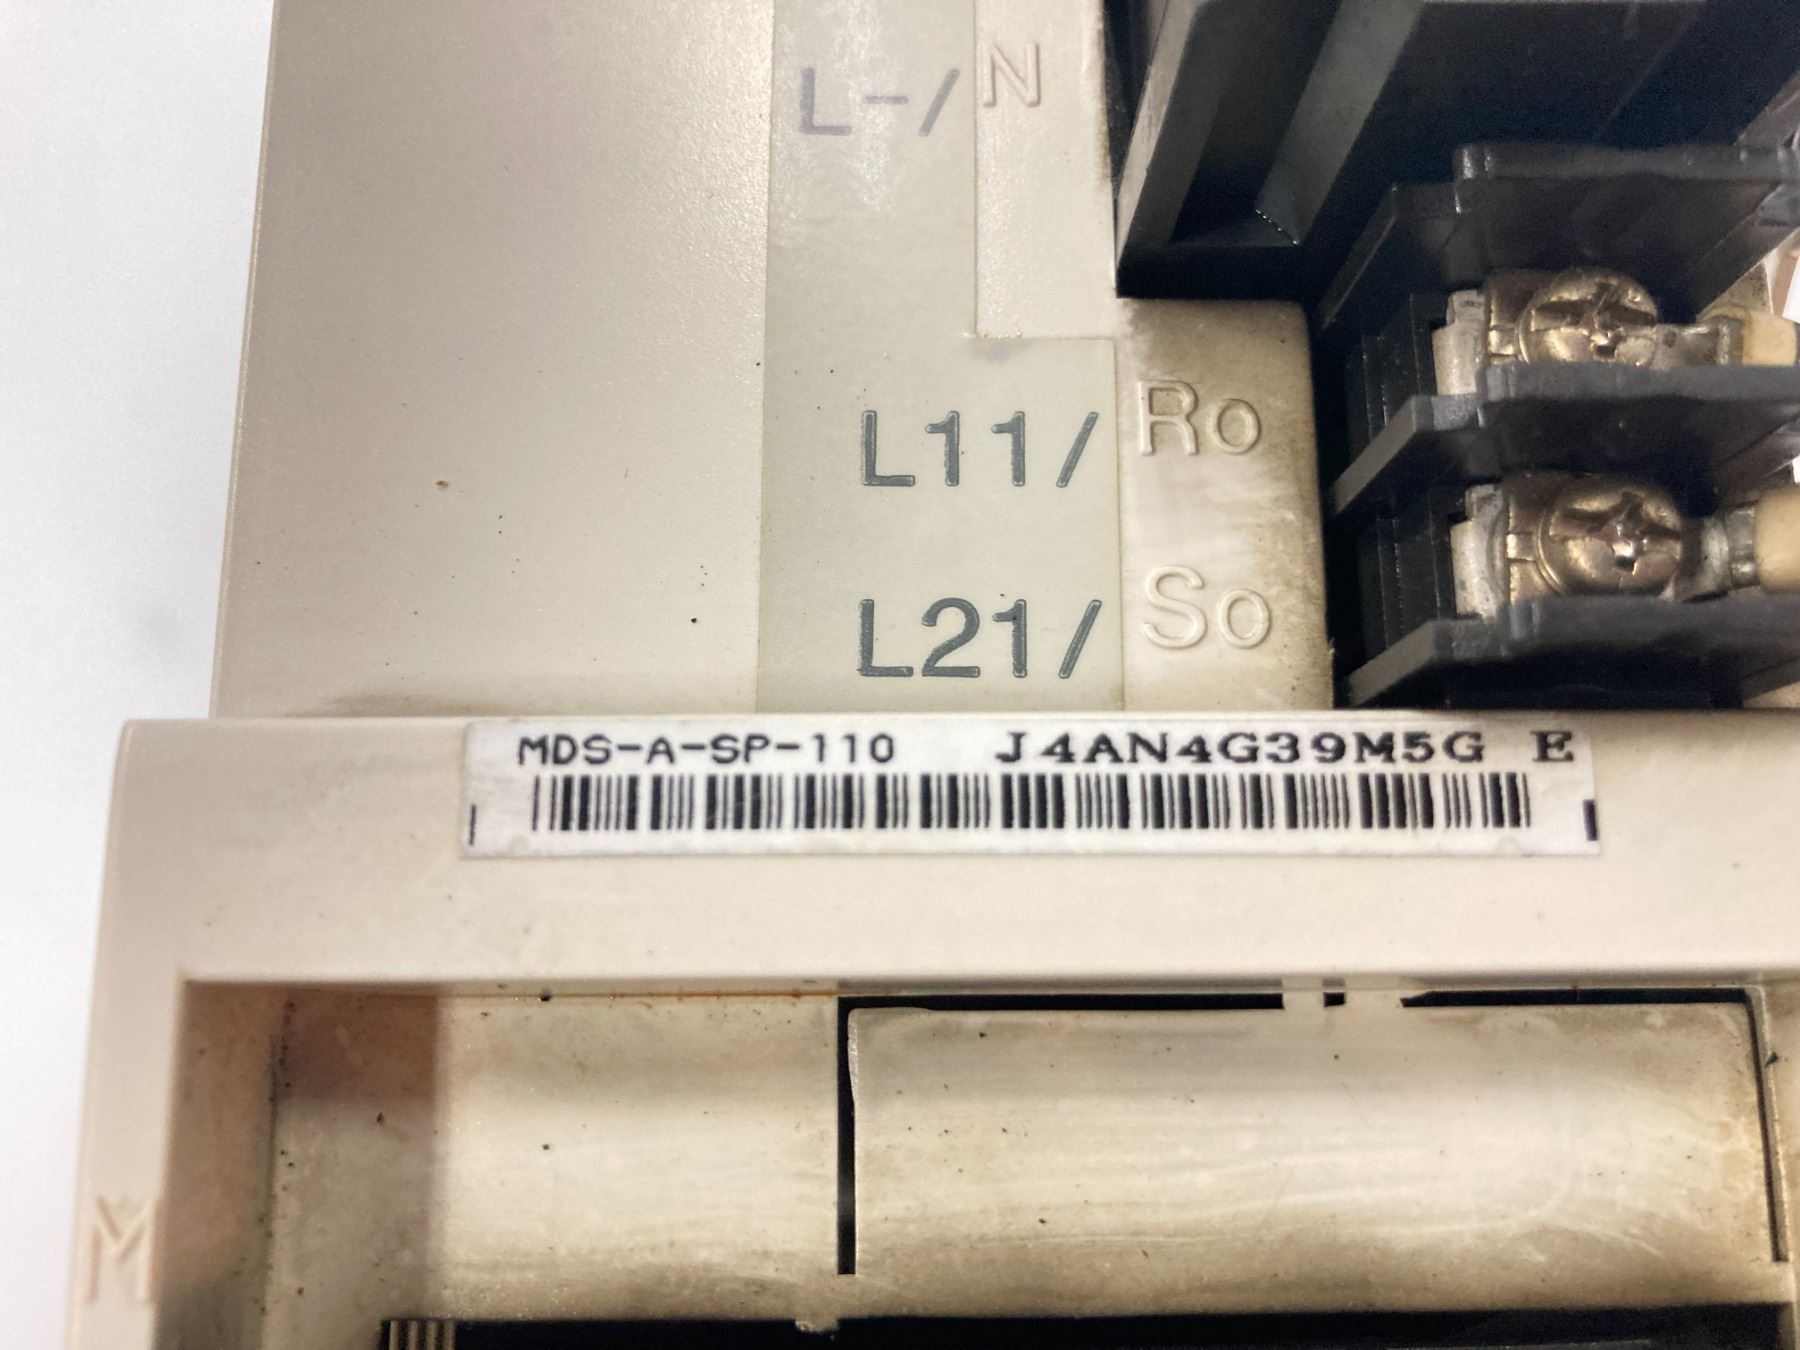 L-/ N
L11/ Ro
L21/ So
MDS-A-SP-110 J4AN4G39M5G E
M